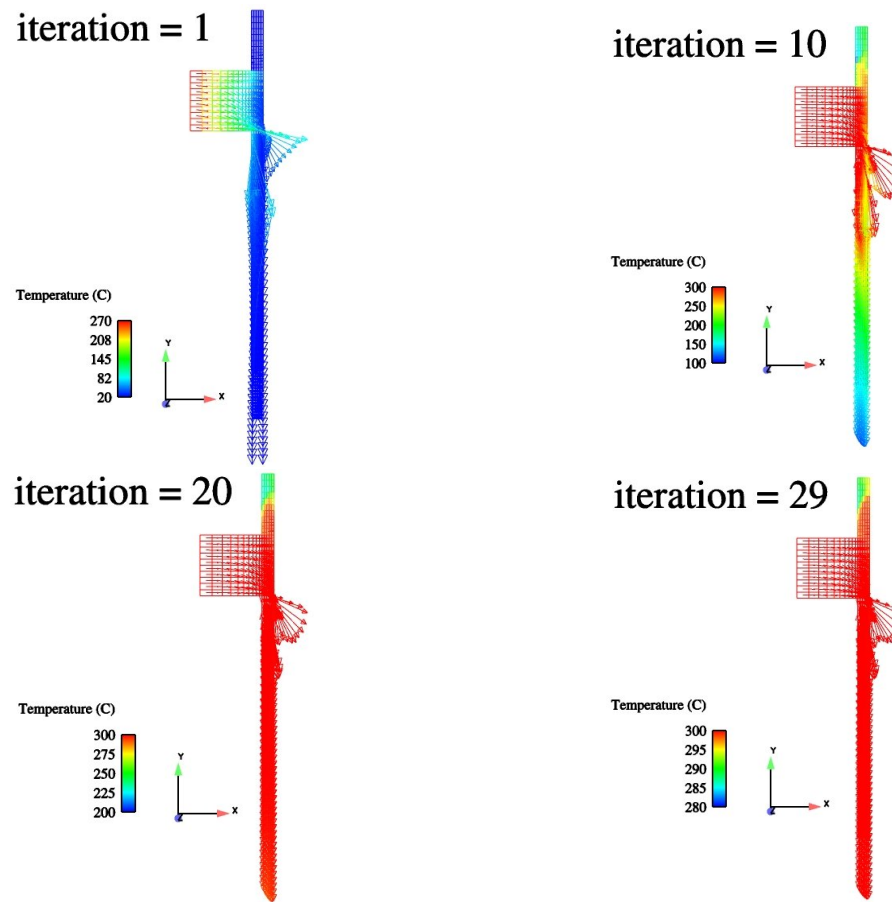 iteration = 1
Temperature (C)
270
208
145
82
20
Y
X
Z
iteration = 10
Temperature (C)
300
250
200
150
100
Y
X
Z
iteration = 20
Temperature (C)
300
275
250
225
200
Y
X
Z
iteration = 29
Temperature (C)
300
295
290
285
280
Y
X
Z